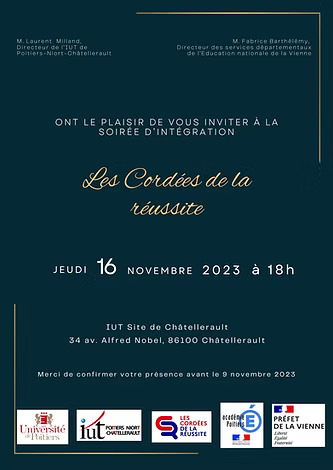 M. Laurent Milland,
Directeur de l'IUT de
Poitiers-Niort-Châtellerault
M. Fabrice Barthélémy,
Directeur des services départementaux
de l'Education nationale de la Vienne
ONT LE PLAISIR DE VOUS INVITER À LA
SOIRÉE D'INTÉGRATION
Les Cordées de la
réussite
JEUDI 16 NOVEMBRE 2023 à 18h
IUT Site de Châtellerault
34 av. Alfred Nobel, 86100 Châtellerault
Merci de confirmer votre présence avant le 9 novembre 2023
Université
de Poitiers
iut
POITIERS NIORT
CHATELLERAULT
LES
CORDÉES
DE LA
RÉUSSITE
académie
Poitiers
PRÉFET
DE LA VIENNE
Liberté
Égalité
Fraternité